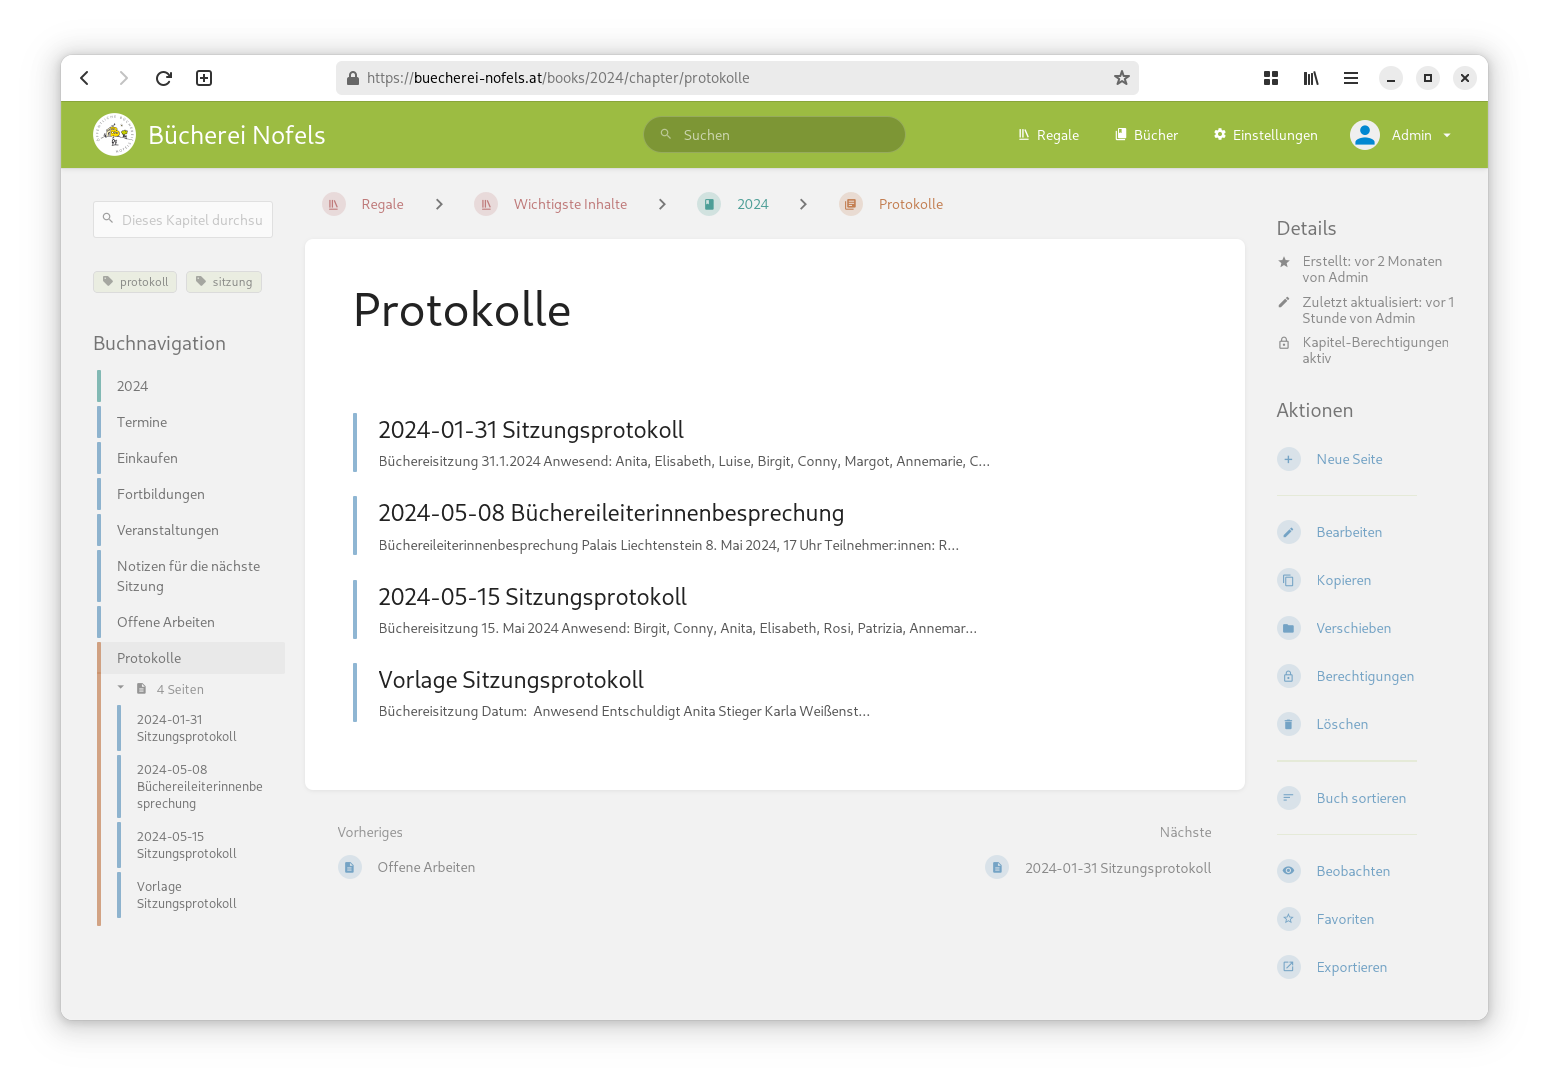 https://buecherei-nofels.at/books/2024/chapter/protokolle
Bücherei Nofels
Suchen
Regale
Bücher
Einstellungen
Admin
Dieses Kapitel durchsu
protokoll
sitzung
Buchnavigation
2024
Termine
Einkaufen
Fortbildungen
Veranstaltungen
Notizen für die nächste
Sitzung
Offene Arbeiten
Protokolle
4 Seiten
2024-01-31
Sitzungsprotokoll
2024-05-08
Büchereileiterinnenbe
sprechung
2024-05-15
Sitzungsprotokoll
Vorlage
Sitzungsprotokoll
Regale
Wichtigste Inhalte
2024
Protokolle
Protokolle
2024-01-31 Sitzungsprotokoll
Büchereisitzung 31.1.2024 Anwesend: Anita, Elisabeth, Luise, Birgit, Conny, Margot, Annemarie, C...
2024-05-08 Büchereileiterinnenbesprechung
Büchereileiterinnenbesprechung Palais Liechtenstein 8. Mai 2024, 17 Uhr Teilnehmer:innen: R...
2024-05-15 Sitzungsprotokoll
Büchereisitzung 15. Mai 2024 Anwesend: Birgit, Conny, Anita, Elisabeth, Rosi, Patrizia, Annemar...
Vorlage Sitzungsprotokoll
Büchereisitzung Datum:  Anwesend Entschuldigt Anita Stieger Karla Weißenst...
Vorheriges
Offene Arbeiten
Nächste
2024-01-31 Sitzungsprotokoll
Details
Erstellt: vor 2 Monaten
von Admin
Zuletzt aktualisiert: vor 1
Stunde von Admin
Kapitel-Berechtigungen
aktiv
Aktionen
Neue Seite
Bearbeiten
Kopieren
Verschieben
Berechtigungen
Löschen
Buch sortieren
Beobachten
Favoriten
Exportieren